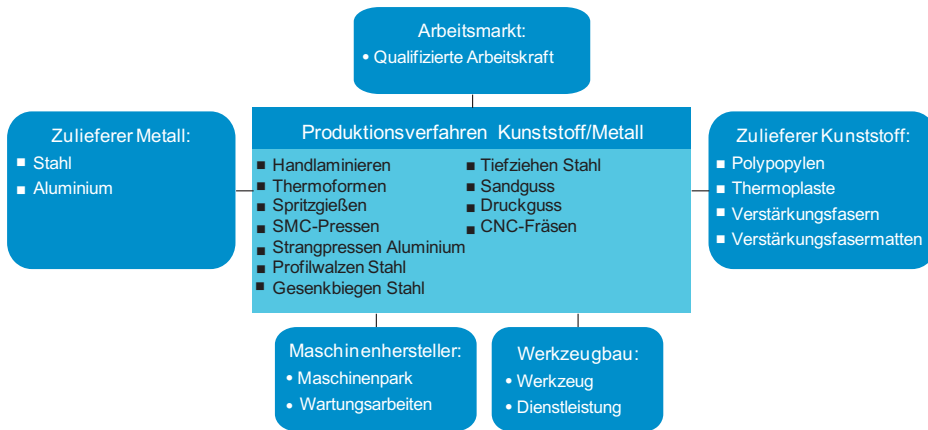 Arbeitsmarkt:
• Qualifizierte Arbeitskraft
Zulieferer Metall:
▪ Stahl
▪ Aluminium
Produktionsverfahren Kunststoff/Metall
▪ Handlaminieren
▪ Thermoformen
▪ Spritzgießen
▪ SMC-Pressen
▪ Strangpressen Aluminium
▪ Profilwalzen Stahl
▪ Gesenkbiegen Stahl
▪ Tiefziehen Stahl
▪ Sandguss
▪ Druckguss
▪ CNC-Fräsen
Zulieferer Kunststoff:
▪ Polypopylen
▪ Thermoplaste
▪ Verstärkungsfasern
▪ Verstärkungsfasermatten
Maschinenhersteller:
• Maschinenpark
• Wartungsarbeiten
Werkzeugbau:
• Werkzeug
• Dienstleistung